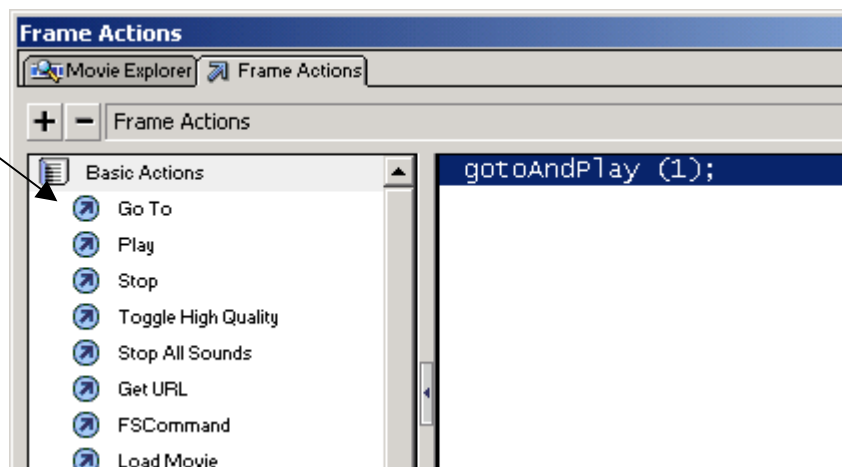 Frame Actions
Movie Explorer Frame Actions
+ - Frame Actions
Basic Actions
gotoAndPlay (1);
Go To
Play
Stop
Toggle High Quality
Stop All Sounds
Get URL
FSCommand
Load Movie